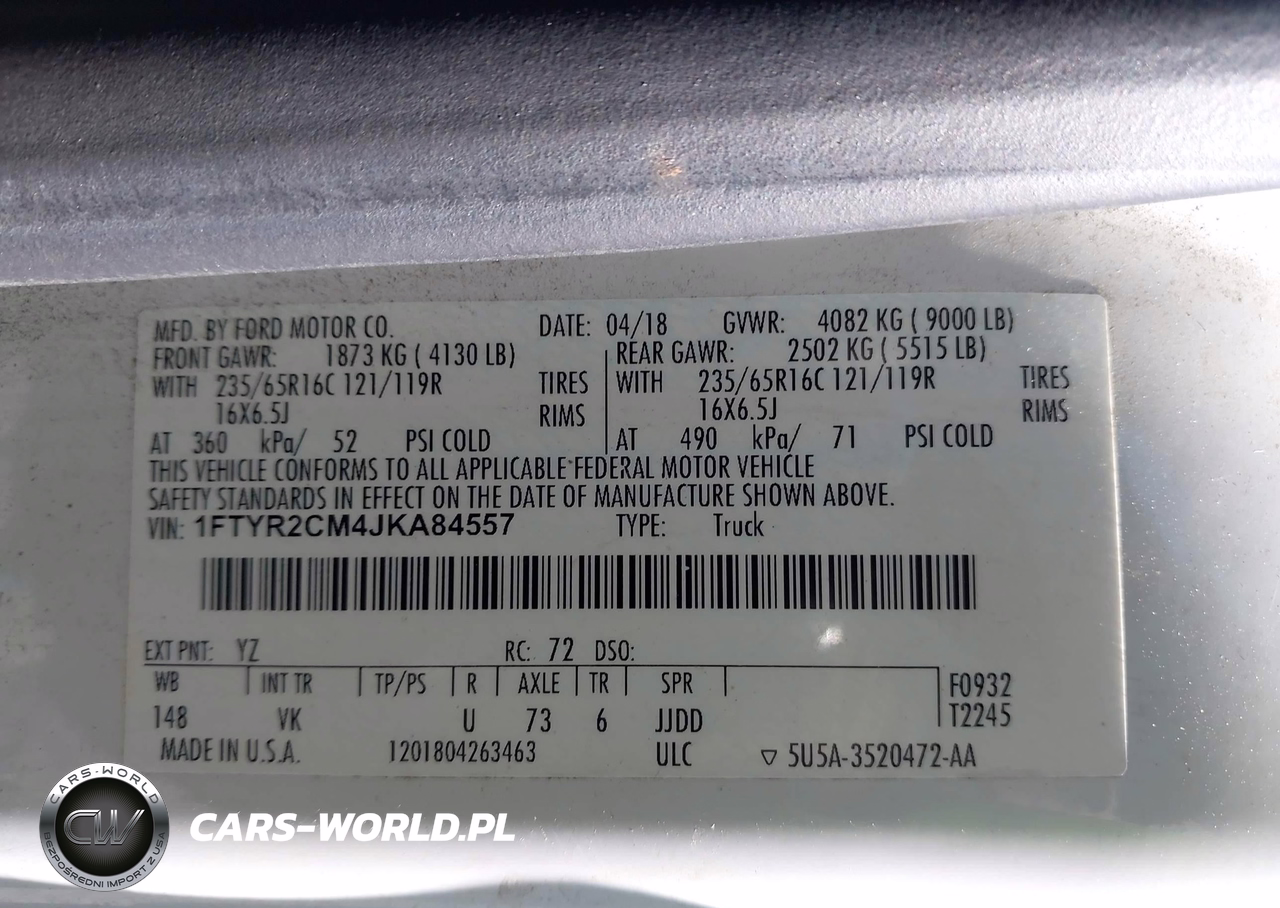 MFD. BY FORD MOTOR CO. DATE: 04/18 GVWR: 4082 KG ( 9000 LB)
FRONT GAWR: 1873 KG ( 4130 LB) REAR GAWR: 2502 KG ( 5515 LB)
WITH 235/65R16C 121/119R TIRES WITH 235/65R16C 121/119R TIRES
16X6.5J RIMS 16X6.5J RIMS
AT 360 kPa/ 52 PSI COLD AT 490 kPa/ 71 PSI COLD
THIS VEHICLE CONFORMS TO ALL APPLICABLE FEDERAL MOTOR VEHICLE
SAFETY STANDARDS IN EFFECT ON THE DATE OF MANUFACTURE SHOWN ABOVE.
VIN: 1FTYR2CM4JKA84557 TYPE: Truck
EXT PNT: YZ RC: 72 DSO:
WB INT TR TP/PS R AXLE TR SPR F0932
148 VK U 73 6 JJDD T2245
MADE IN U.S.A. 1201804263463 ULC ▽ 5U5A-3520472-AA
CARS-WORLD
CW
BEZPOŚREDNI IMPORT Z USA
CARS-WORLD.PL